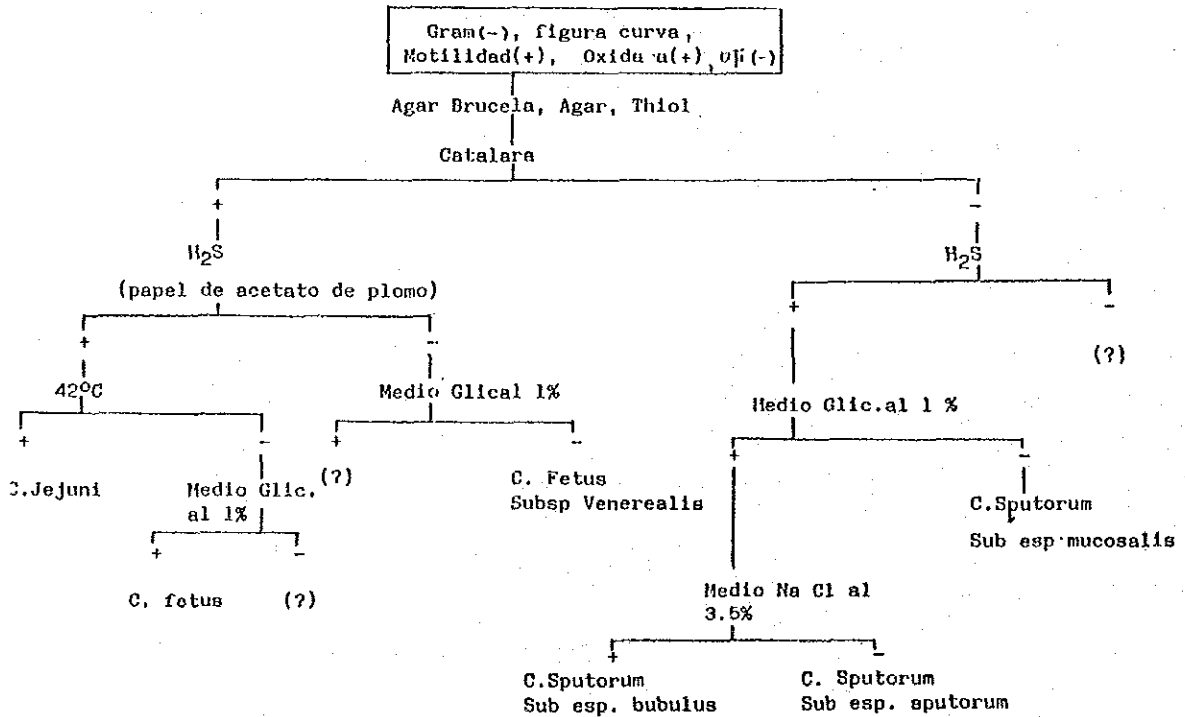 Gram(-), figura curva,
Motilidad(+), Oxida a(+), (-)
Agar Brucela, Agar, Thiol
Catalara
+
-
H2S
H2S
(papel de acetato de plomo)
+
-
+
-
(?)
42ºC
Medio Glical 1%
Medio Glic.al 1 %
+
-
+
-
+
-
C.Jejuni
Medio Glic.
al 1%
(?)
C. Fetus
Subsp Venerealis
C.Sputorum
Sub esp mucosalis
+
-
C. fetus
(?)
Medio Na Cl al
3.5%
+
-
C.Sputorum
Sub esp. bubulus
C. Sputorum
Sub esp. sputorum